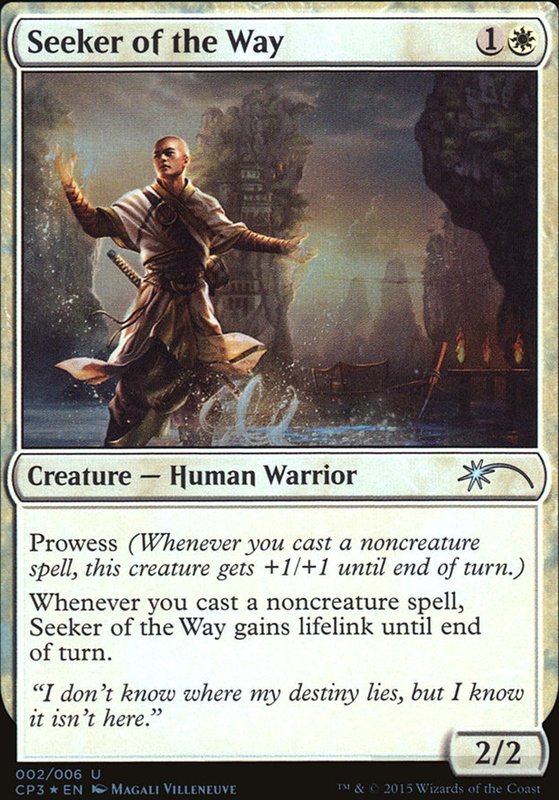 Seeker of the Way 1
Creature — Human Warrior
Prowess (Whenever you cast a noncreature
spell, this creature gets +1/+1 until end of turn.)
Whenever you cast a noncreature spell,
Seeker of the Way gains lifelink until end
of turn.
“I don’t know where my destiny lies, but I know
it isn’t here.”
2/2
002/006 U
CP3 ★ EN MAGALI VILLENEUVE
™ & © 2015 Wizards of the Coast